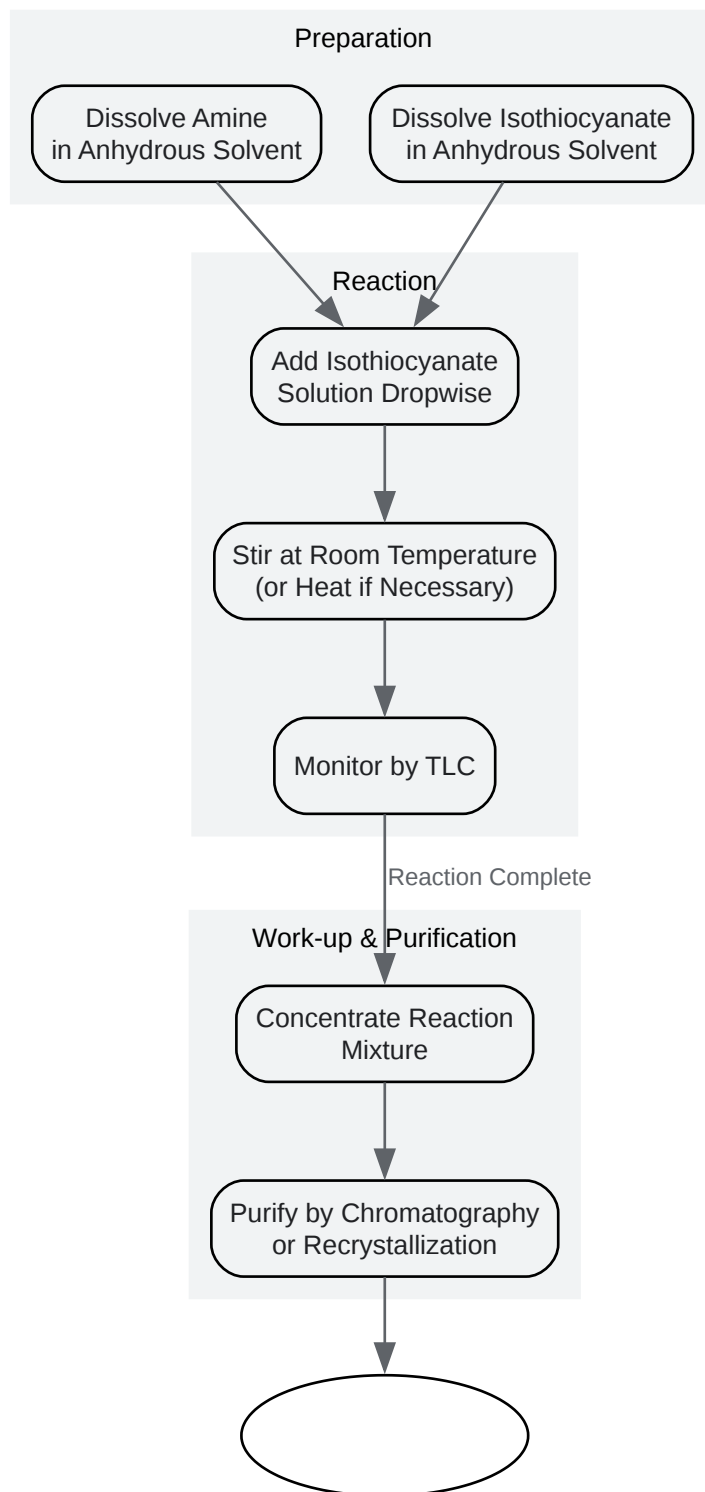 Preparation
Dissolve Amine
in Anhydrous Solvent
Dissolve Isothiocyanate
in Anhydrous Solvent
Reaction
Add Isothiocyanate
Solution Dropwise
Stir at Room Temperature
(or Heat if Necessary)
Monitor by TLC
Reaction Complete
Work-up & Purification
Concentrate Reaction
Mixture
Purify by Chromatography
or Recrystallization